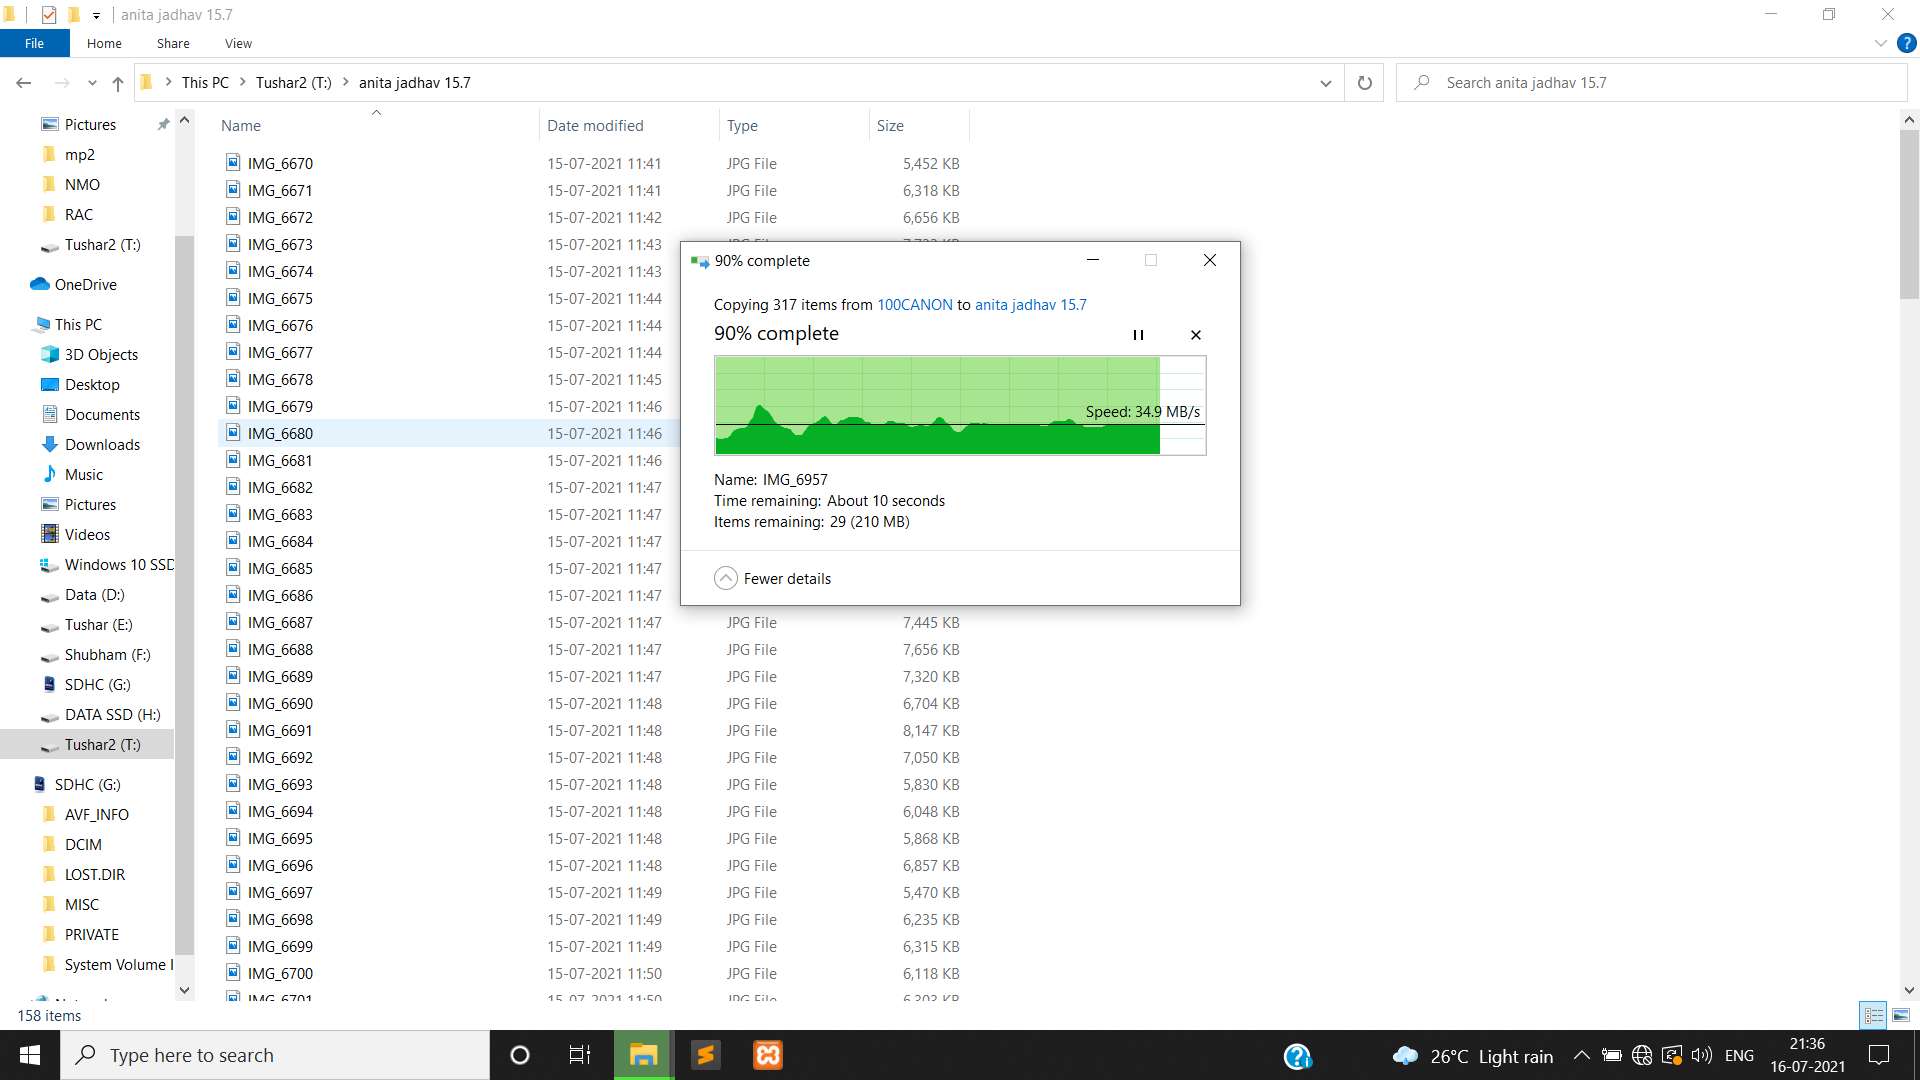 anita jadhav 15.7
File Home Share View
This PC Tushar2 (T:) anita jadhav 15.7
Search anita jadhav 15.7
Pictures
mp2
NMO
RAC
Tushar2 (T:)
OneDrive
This PC
3D Objects
Desktop
Documents
Downloads
Music
Pictures
Videos
Windows 10 SSD
Data (D:)
Tushar (E:)
Shubham (F:)
SDHC (G:)
DATA SSD (H:)
Tushar2 (T:)
SDHC (G:)
AVF_INFO
DCIM
LOST.DIR
MISC
PRIVATE
System Volume I
Name Date modified Type Size
IMG_6670 15-07-2021 11:41 JPG File 5,452 KB
IMG_6671 15-07-2021 11:41 JPG File 6,318 KB
IMG_6672 15-07-2021 11:42 JPG File 6,656 KB
IMG_6673 15-07-2021 11:43
IMG_6674 15-07-2021 11:43
IMG_6675 15-07-2021 11:44
IMG_6676 15-07-2021 11:44
IMG_6677 15-07-2021 11:44
IMG_6678 15-07-2021 11:45
IMG_6679 15-07-2021 11:46
IMG_6680 15-07-2021 11:46
IMG_6681 15-07-2021 11:46
IMG_6682 15-07-2021 11:47
IMG_6683 15-07-2021 11:47
IMG_6684 15-07-2021 11:47
IMG_6685 15-07-2021 11:47
IMG_6686 15-07-2021 11:47
IMG_6687 15-07-2021 11:47 JPG File 7,445 KB
IMG_6688 15-07-2021 11:47 JPG File 7,656 KB
IMG_6689 15-07-2021 11:47 JPG File 7,320 KB
IMG_6690 15-07-2021 11:48 JPG File 6,704 KB
IMG_6691 15-07-2021 11:48 JPG File 8,147 KB
IMG_6692 15-07-2021 11:48 JPG File 7,050 KB
IMG_6693 15-07-2021 11:48 JPG File 5,830 KB
IMG_6694 15-07-2021 11:48 JPG File 6,048 KB
IMG_6695 15-07-2021 11:48 JPG File 5,868 KB
IMG_6696 15-07-2021 11:48 JPG File 6,857 KB
IMG_6697 15-07-2021 11:49 JPG File 5,470 KB
IMG_6698 15-07-2021 11:49 JPG File 6,235 KB
IMG_6699 15-07-2021 11:49 JPG File 6,315 KB
IMG_6700 15-07-2021 11:50 JPG File 6,118 KB
IMG_6701 15-07-2021 11:50 JPG File
90% complete
Copying 317 items from 100CANON to anita jadhav 15.7
90% complete
Speed: 34.9 MB/s
Name: IMG_6957
Time remaining: About 10 seconds
Items remaining: 29 (210 MB)
Fewer details
158 items
Type here to search
26°C Light rain
ENG
21:36
16-07-2021